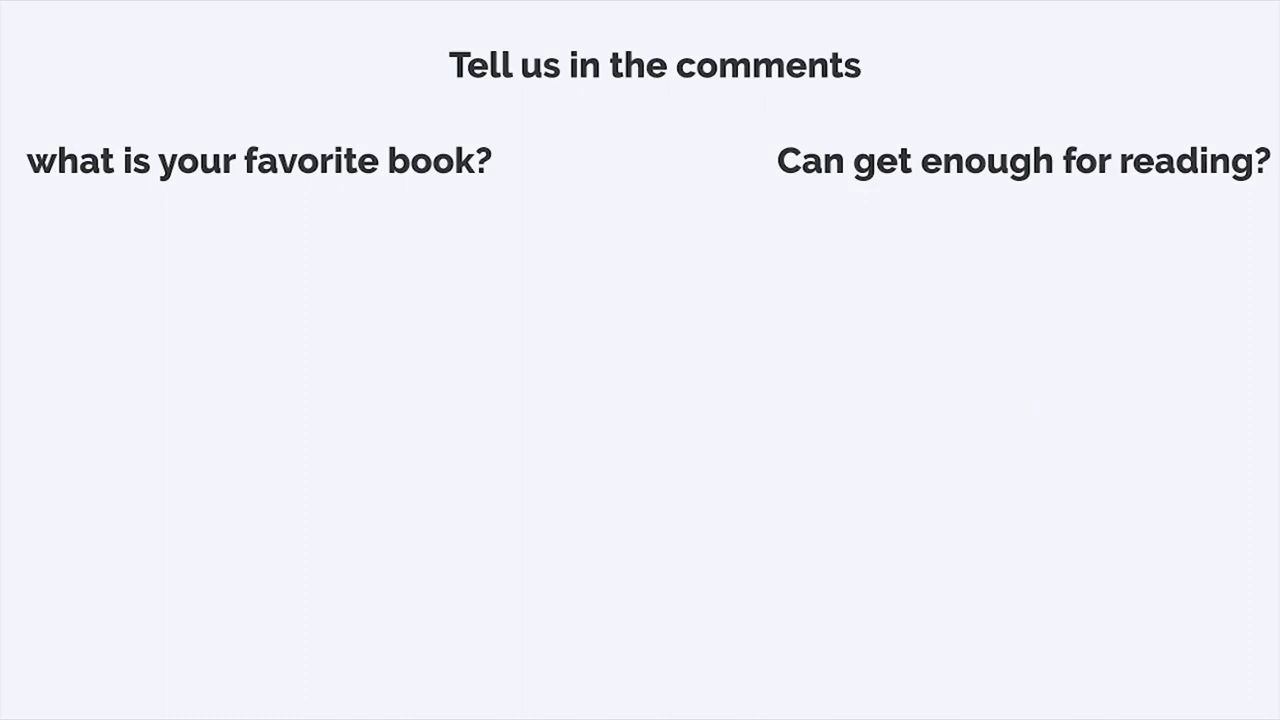 Tell us in the comments
what is your favorite book?
Can get enough for reading?